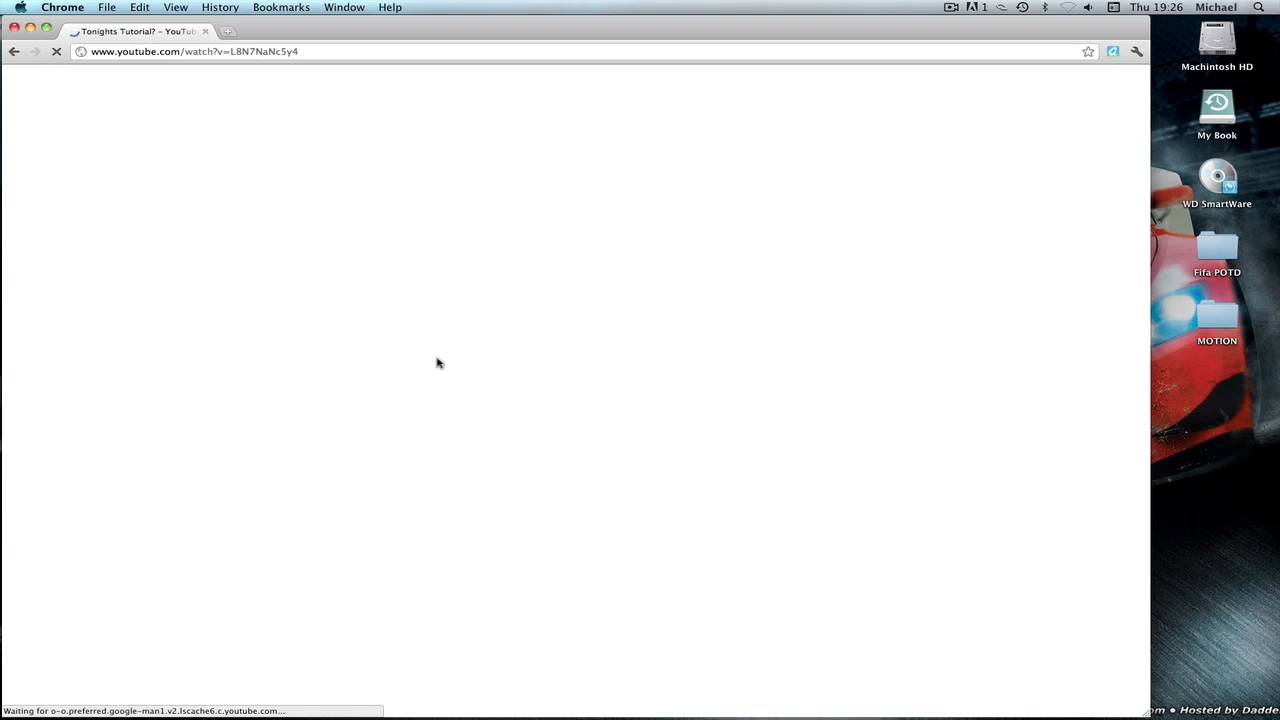 Chrome File Edit View History Bookmarks Window Help 1 Thu 19:26 Michael
Tonights Tutorial? – YouTub
www.youtube.com/watch?v=L8N7NaNc5y4
Machintosh HD
My Book
WD SmartWare
Fifa POTD
MOTION
Waiting for o-o.preferred.google-man1.v2.lscache6.c.youtube.com...
om • Hosted by Dadde